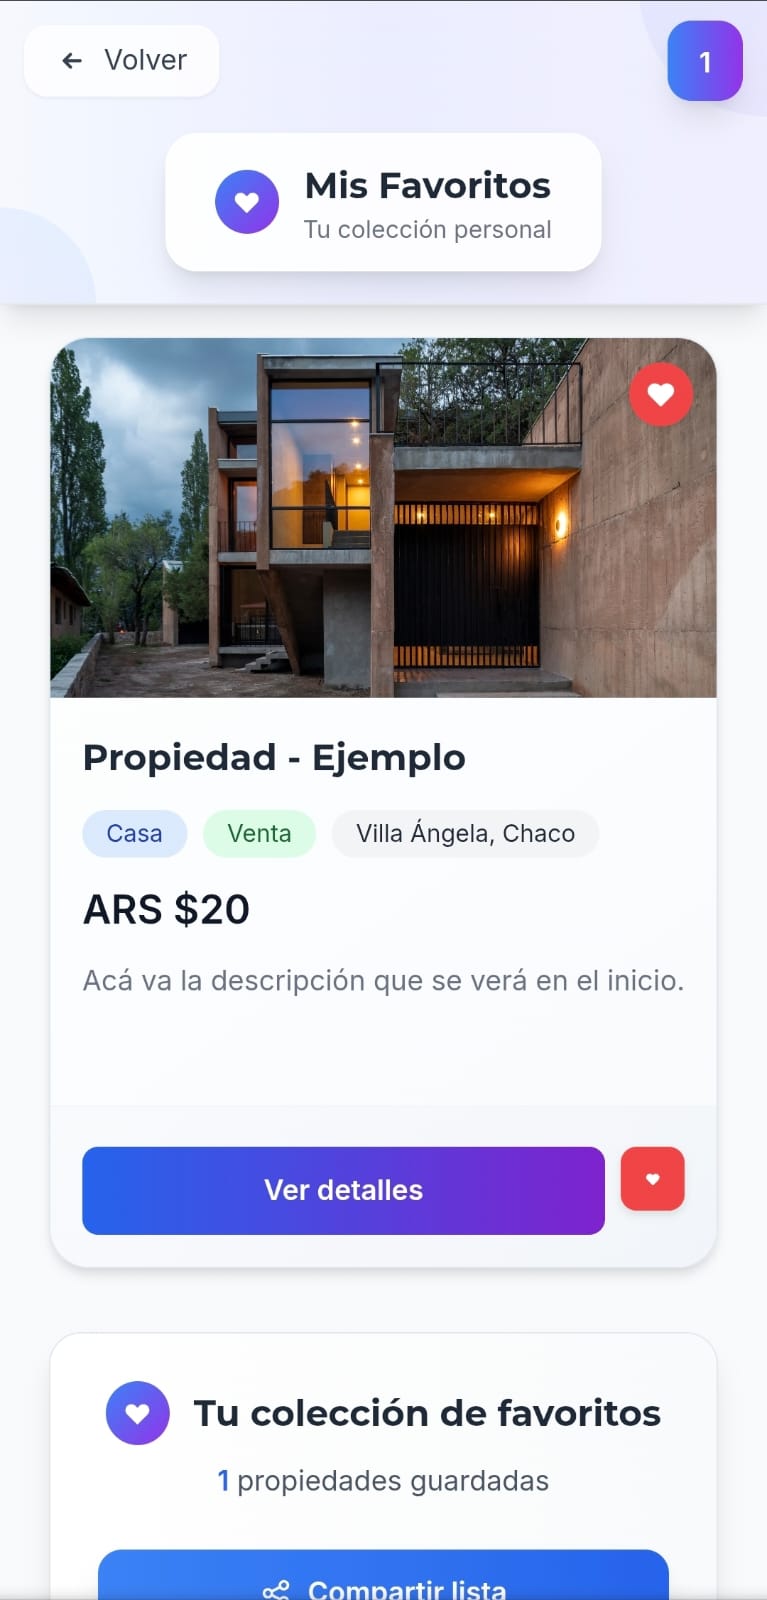 Volver
1
Mis Favoritos
Tu colección personal
Propiedad - Ejemplo
Casa
Venta
Villa Ángela, Chaco
ARS $20
Acá va la descripción que se verá en el inicio.
Ver detalles
Tu colección de favoritos
1 propiedades guardadas
Compartir lista